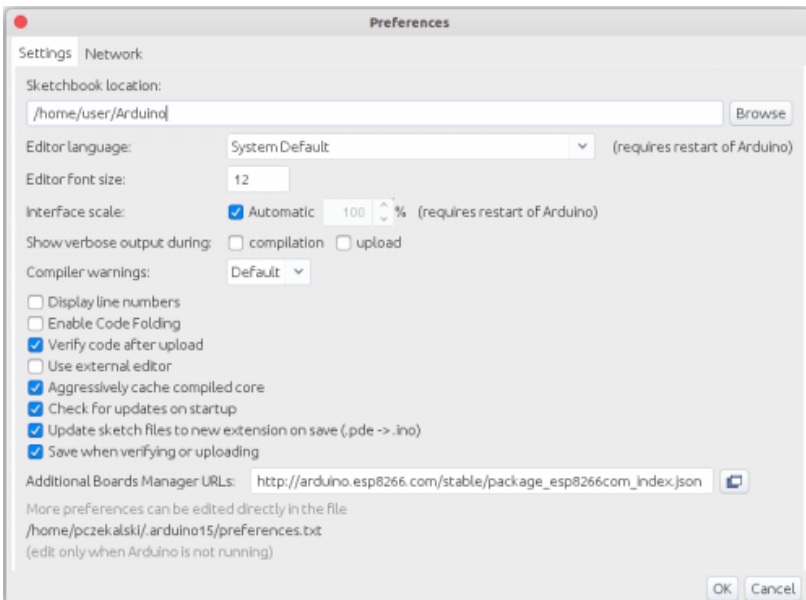 Preferences
Settings Network
Sketchbook location:
/home/user/Arduino Browse
Editor language: System Default (requires restart of Arduino)
Editor font size: 12
Interface scale: Automatic 100 % (requires restart of Arduino)
Show verbose output during: compilation upload
Compiler warnings: Default
Display line numbers
Enable Code Folding
Verify code after upload
Use external editor
Aggressively cache compiled core
Check for updates on startup
Update sketch files to new extension on save (.pde -> .ino)
Save when verifying or uploading
Additional Boards Manager URLs: http://arduino.esp8266.com/stable/package_esp8266com_index.json
More preferences can be edited directly in the file
/home/pczekalski/.arduino15/preferences.txt
(edit only when Arduino is not running)
OK Cancel